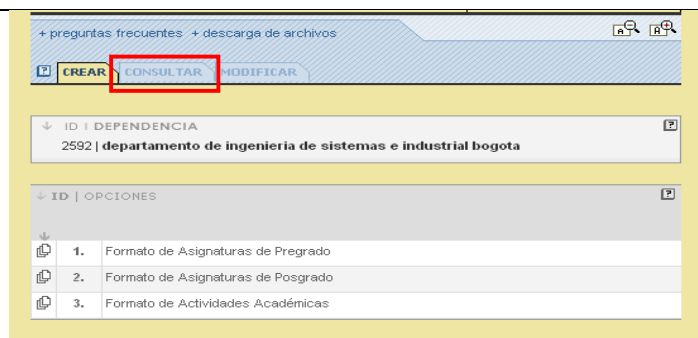 + preguntas frecuentes + descarga de archivos
CREAR CONSULTAR MODIFICAR
ID | DEPENDENCIA
2592 | departamento de ingenieria de sistemas e industrial bogota
ID | OPCIONES
1. Formato de Asignaturas de Pregrado
2. Formato de Asignaturas de Posgrado
3. Formato de Actividades Académicas